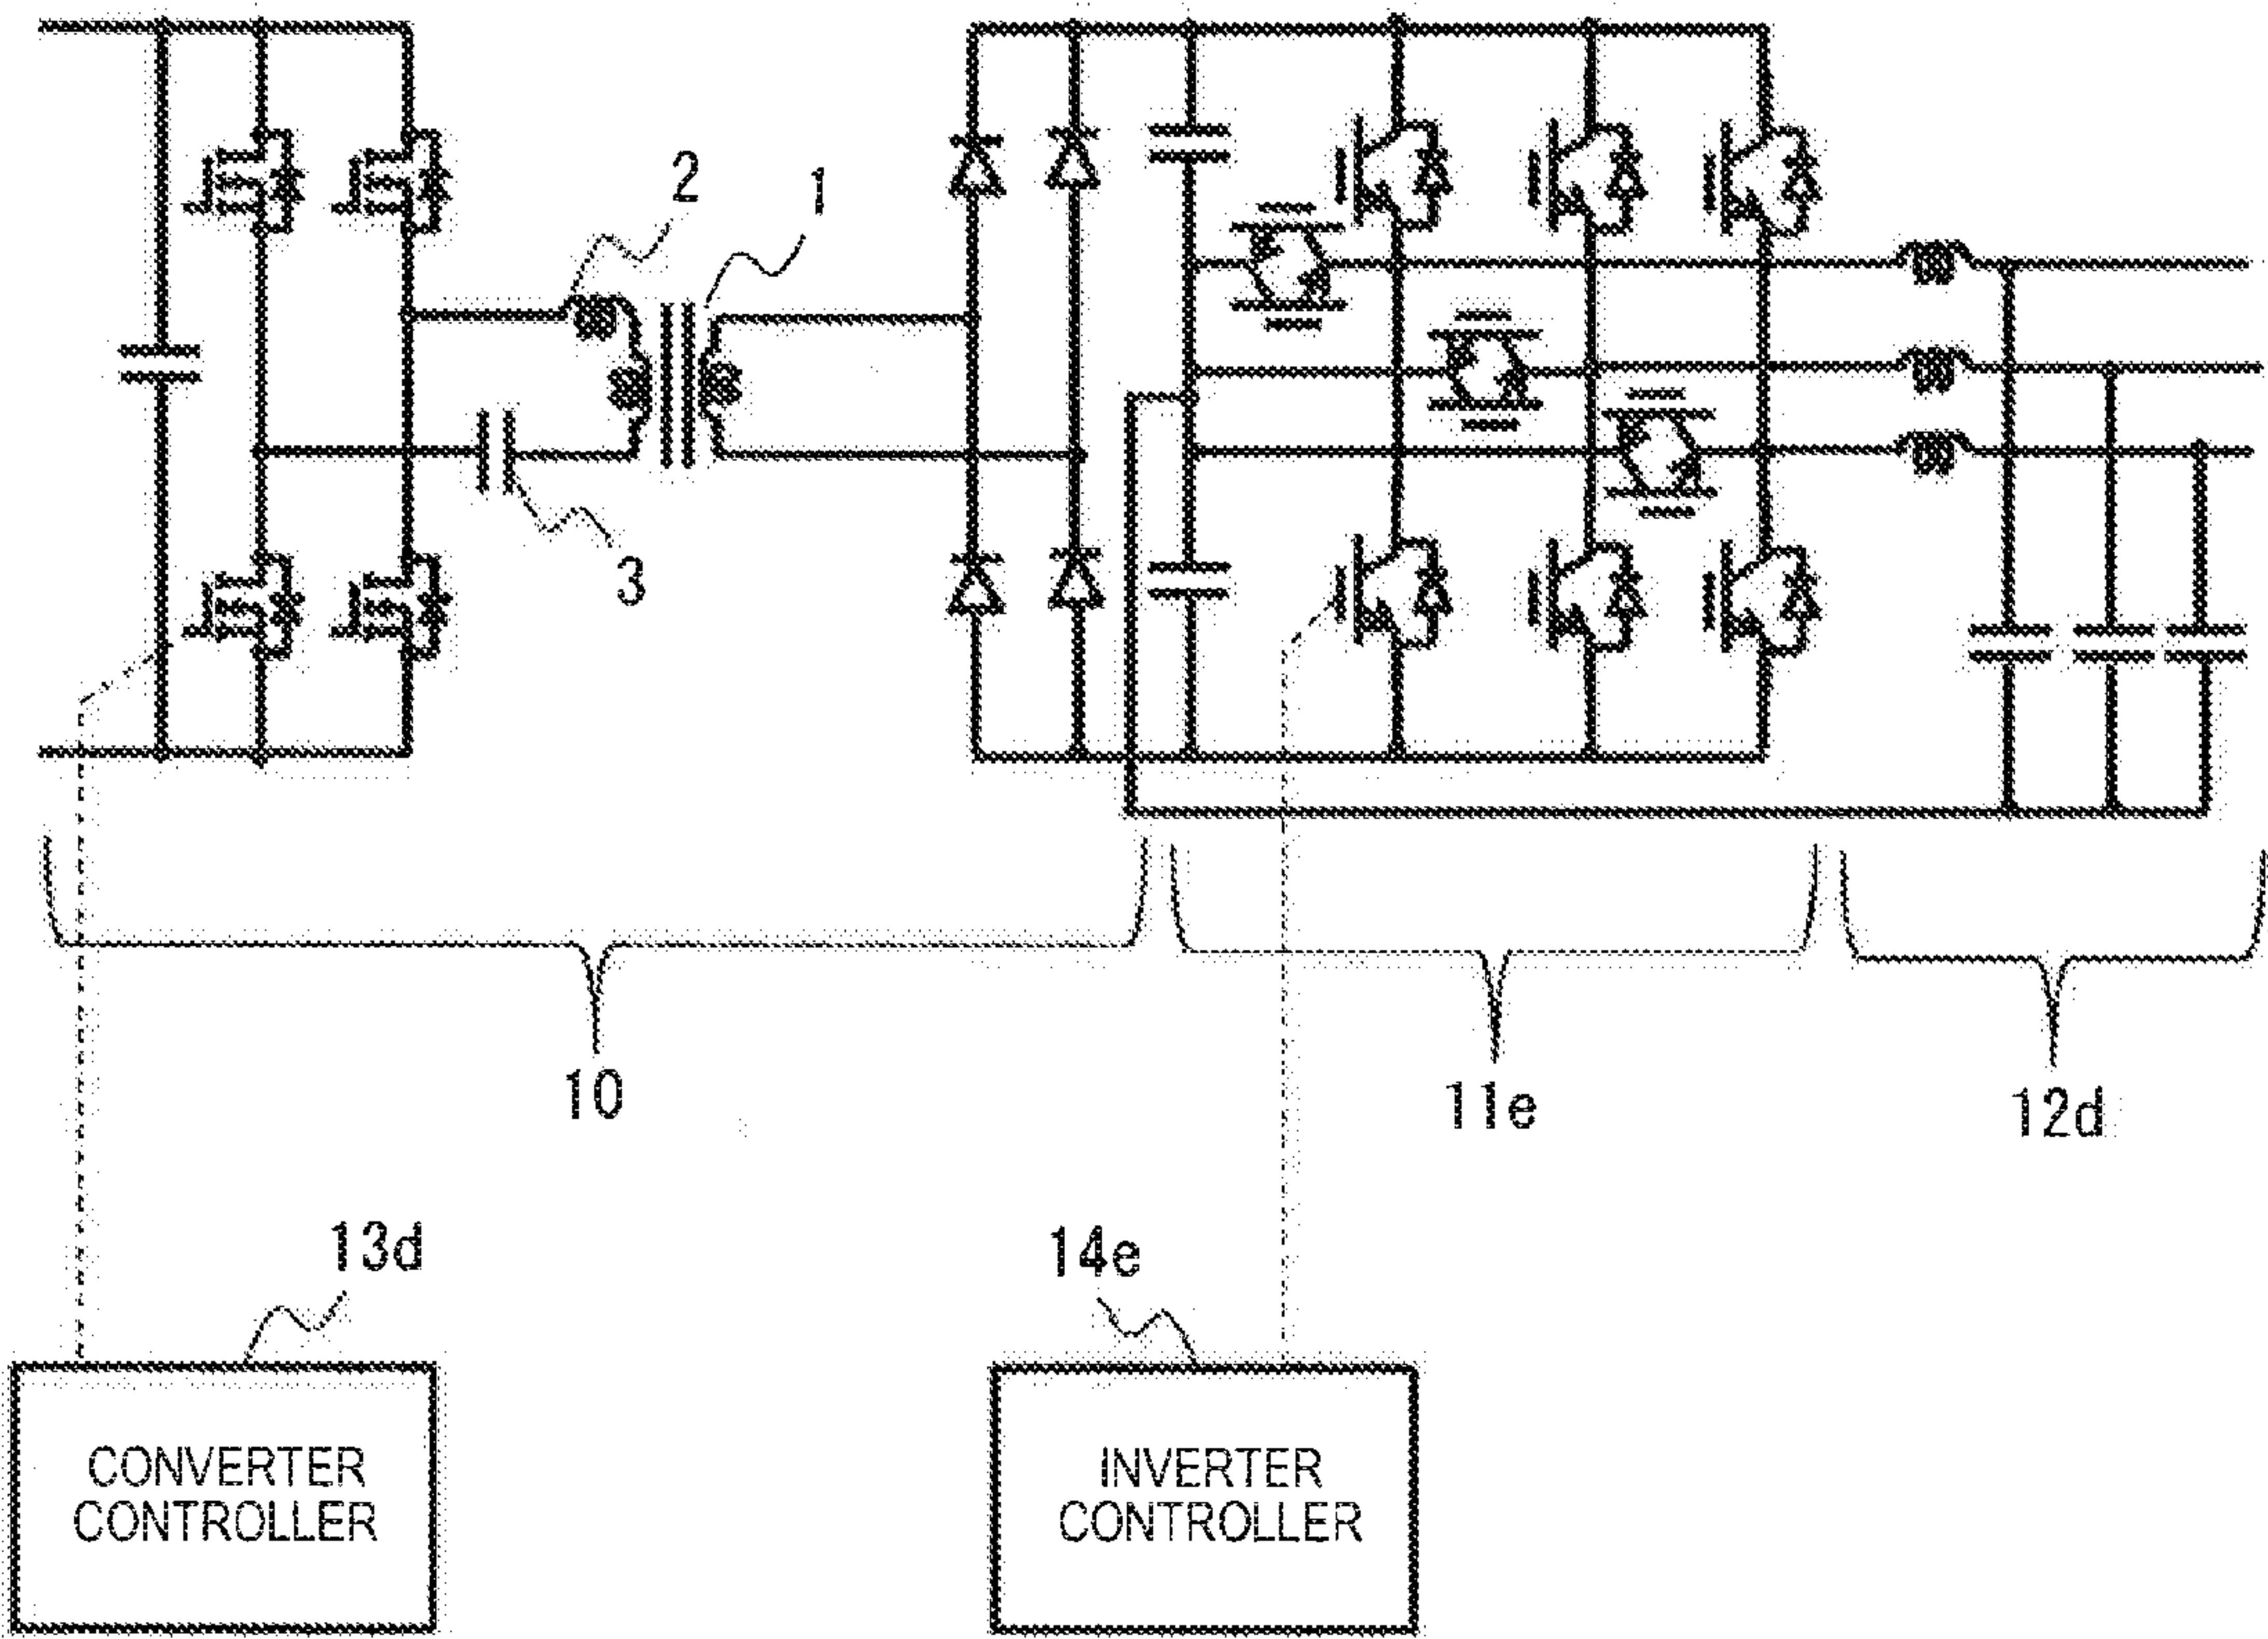 2
1
3
10
11e
12d
13d
14e
CONVERTER
CONTROLLER
INVERTER
CONTROLLER